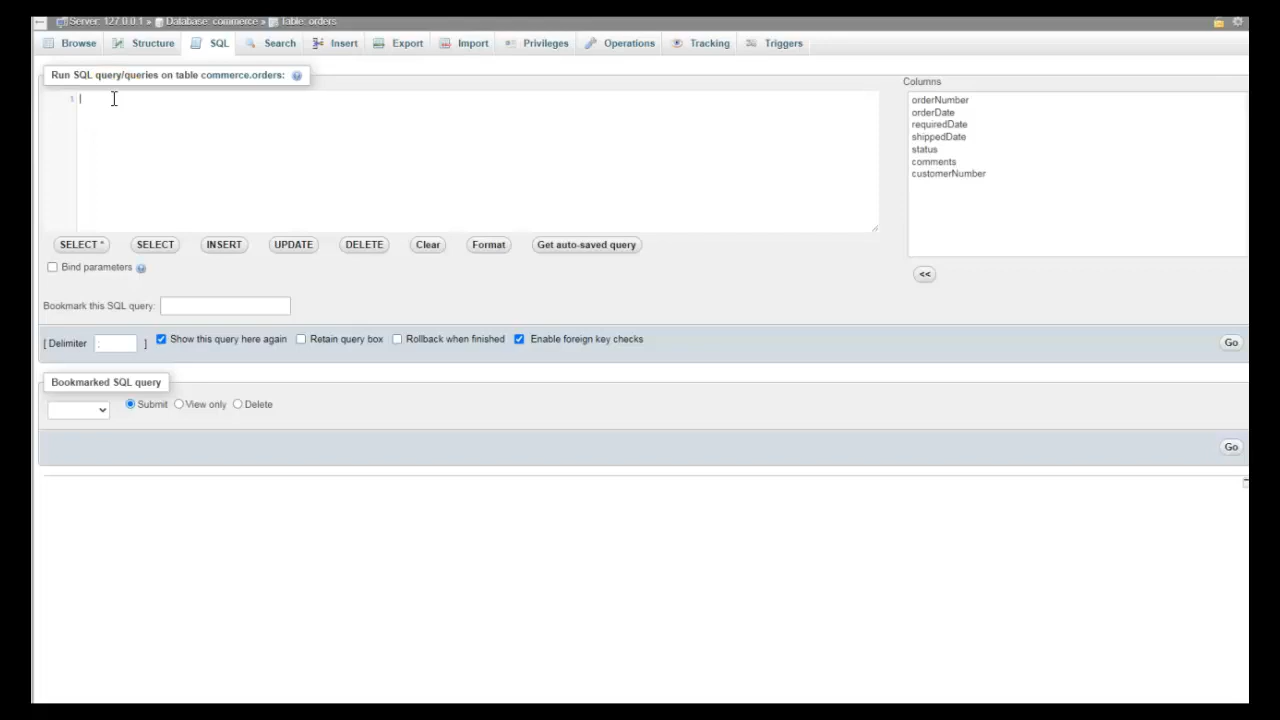 Server: 127.0.0.1 » Database: commerce » Table: orders
Browse Structure SQL Search Insert Export Import Privileges Operations Tracking Triggers
Run SQL query/queries on table commerce.orders:
1
Columns
orderNumber
orderDate
requiredDate
shippedDate
status
comments
customerNumber
SELECT * SELECT INSERT UPDATE DELETE Clear Format Get auto-saved query
<<
Bind parameters
Bookmark this SQL query:
[ Delimiter ; ] Show this query here again Retain query box Rollback when finished Enable foreign key checks Go
Bookmarked SQL query
Submit View only Delete
Go